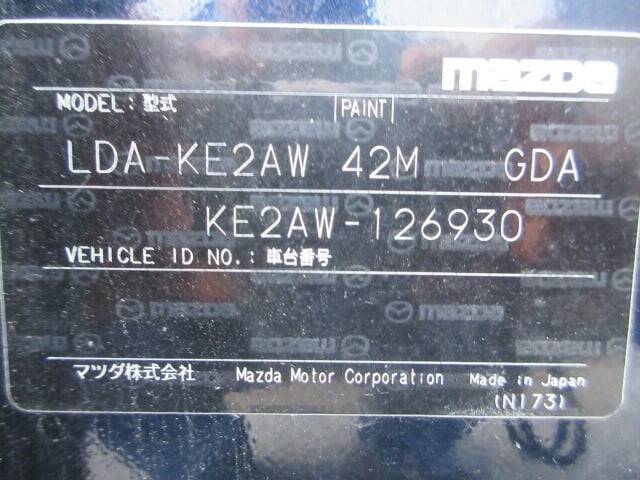 mazda
MODEL: 型式 PAINT
LDA-KE2AW 42M GDA
KE2AW-126930
VEHICLE ID NO.: 車台番号
マツダ株式会社 Mazda Motor Corporation Made in Japan
(N173)